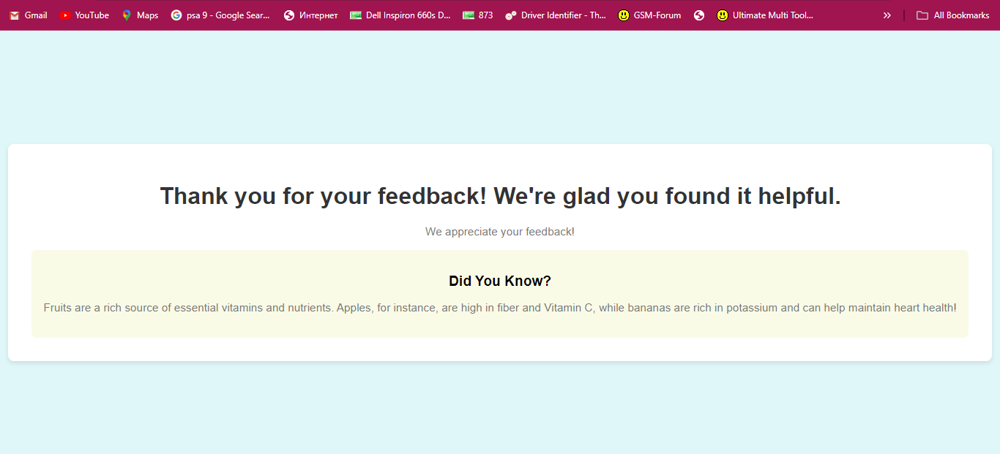 Gmail YouTube Maps psa 9 - Google Sear... Интернет Dell Inspiron 660s D... 873 Driver Identifier - Th... GSM-Forum Ultimate Multi Tool... » All Bookmarks
Thank you for your feedback! We're glad you found it helpful.
We appreciate your feedback!
Did You Know?
Fruits are a rich source of essential vitamins and nutrients. Apples, for instance, are high in fiber and Vitamin C, while bananas are rich in potassium and can help maintain heart health!